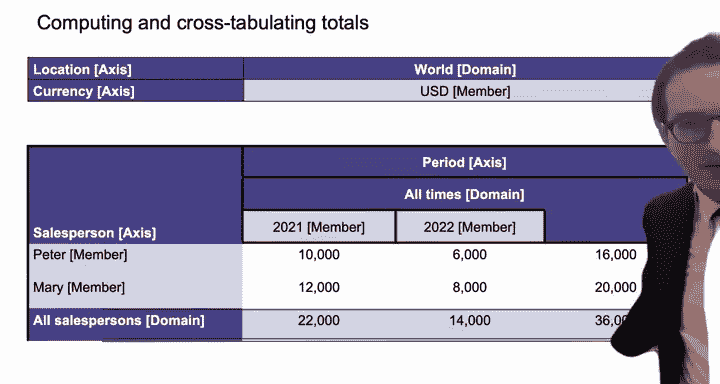 Computing and cross-tabulating totals
Location [Axis] World [Domain]
Currency [Axis] USD [Member]
Period [Axis]
All times [Domain]
Salesperson [Axis] 2021 [Member] 2022 [Member]
Peter [Member] 10,000 6,000 16,000
Mary [Member] 12,000 8,000 20,000
All salespersons [Domain] 22,000 14,000